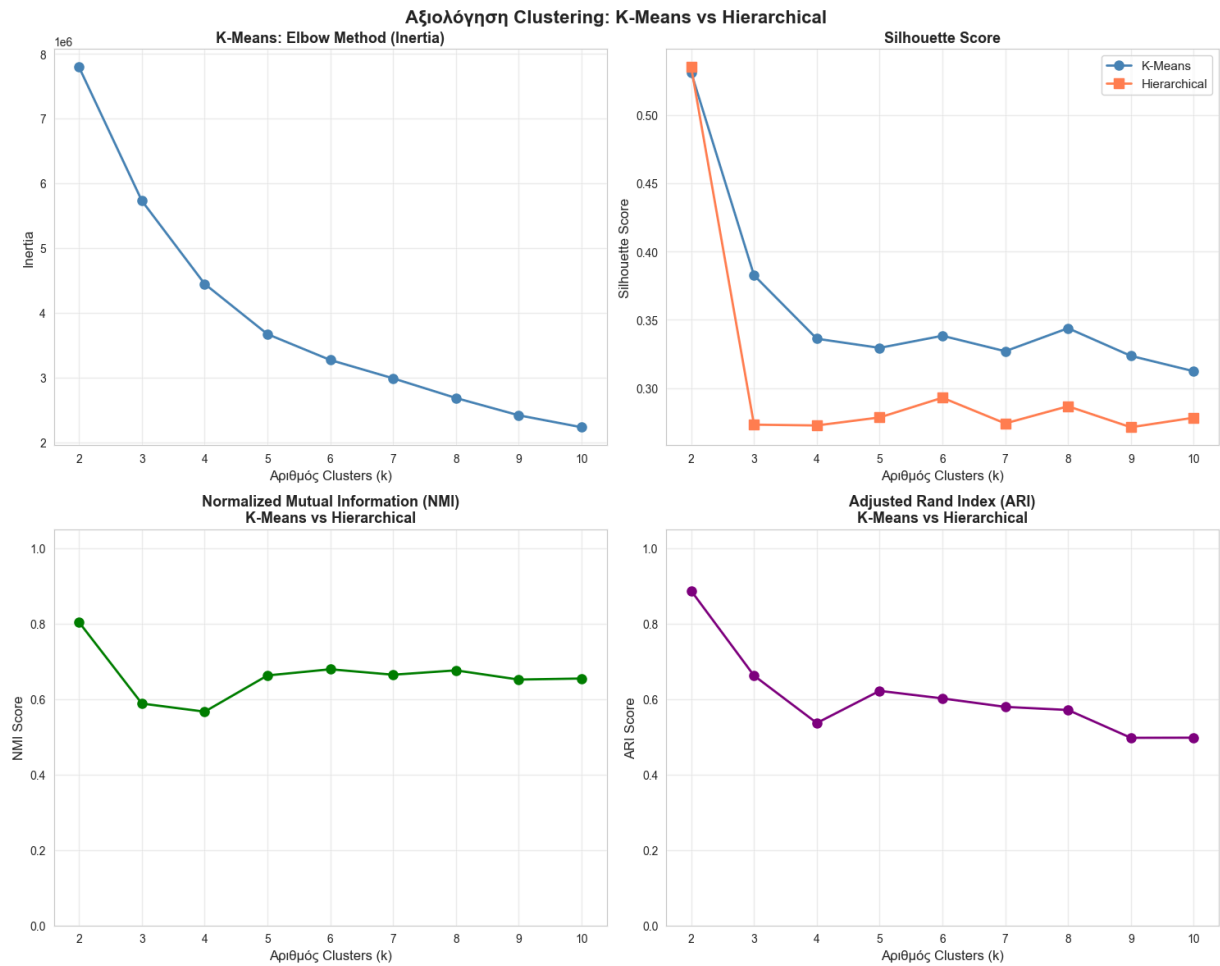 Αξιολόγηση Clustering: K-Means vs Hierarchical
K-Means: Elbow Method (Inertia)
1e6
8
7
6
5
4
3
2
Inertia
2 3 4 5 6 7 8 9 10
Αριθμός Clusters (k)
Silhouette Score
K-Means
Hierarchical
0.50
0.45
0.40
0.35
0.30
Silhouette Score
2 3 4 5 6 7 8 9 10
Αριθμός Clusters (k)
Normalized Mutual Information (NMI)
K-Means vs Hierarchical
1.0
0.8
0.6
0.4
0.2
0.0
NMI Score
2 3 4 5 6 7 8 9 10
Αριθμός Clusters (k)
Adjusted Rand Index (ARI)
K-Means vs Hierarchical
1.0
0.8
0.6
0.4
0.2
0.0
ARI Score
2 3 4 5 6 7 8 9 10
Αριθμός Clusters (k)